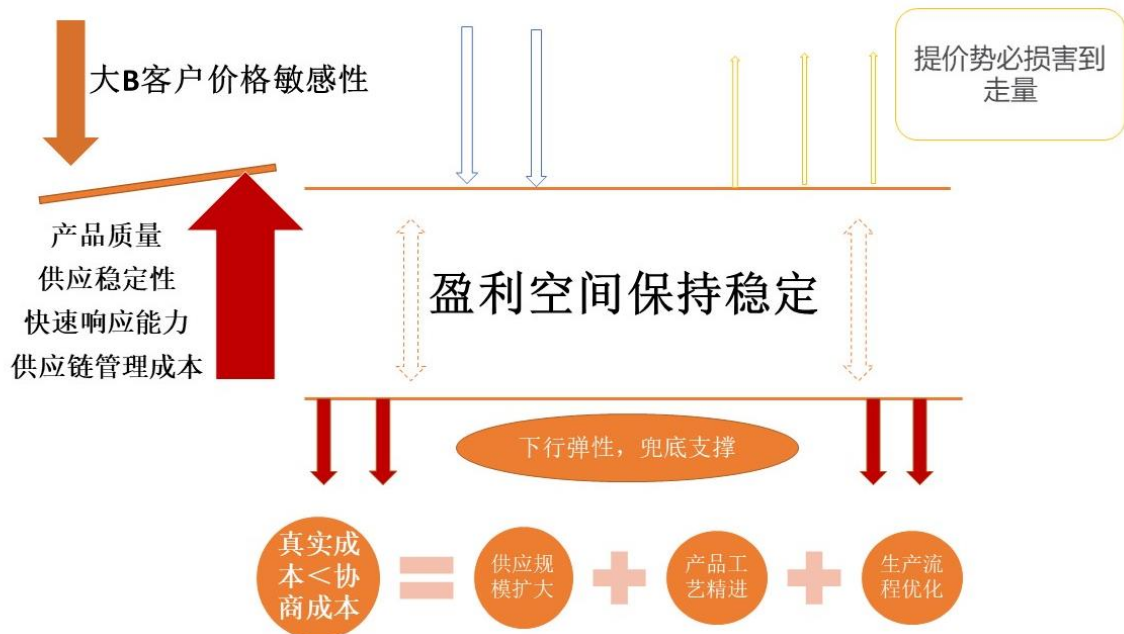 大B客户价格敏感性
提价势必损害到
走量
产品质量
供应稳定性
快速响应能力
供应链管理成本
盈利空间保持稳定
下行弹性，兜底支撑
真实成
本＜协
商成本
供应规
模扩大
产品工
艺精进
生产流
程优化